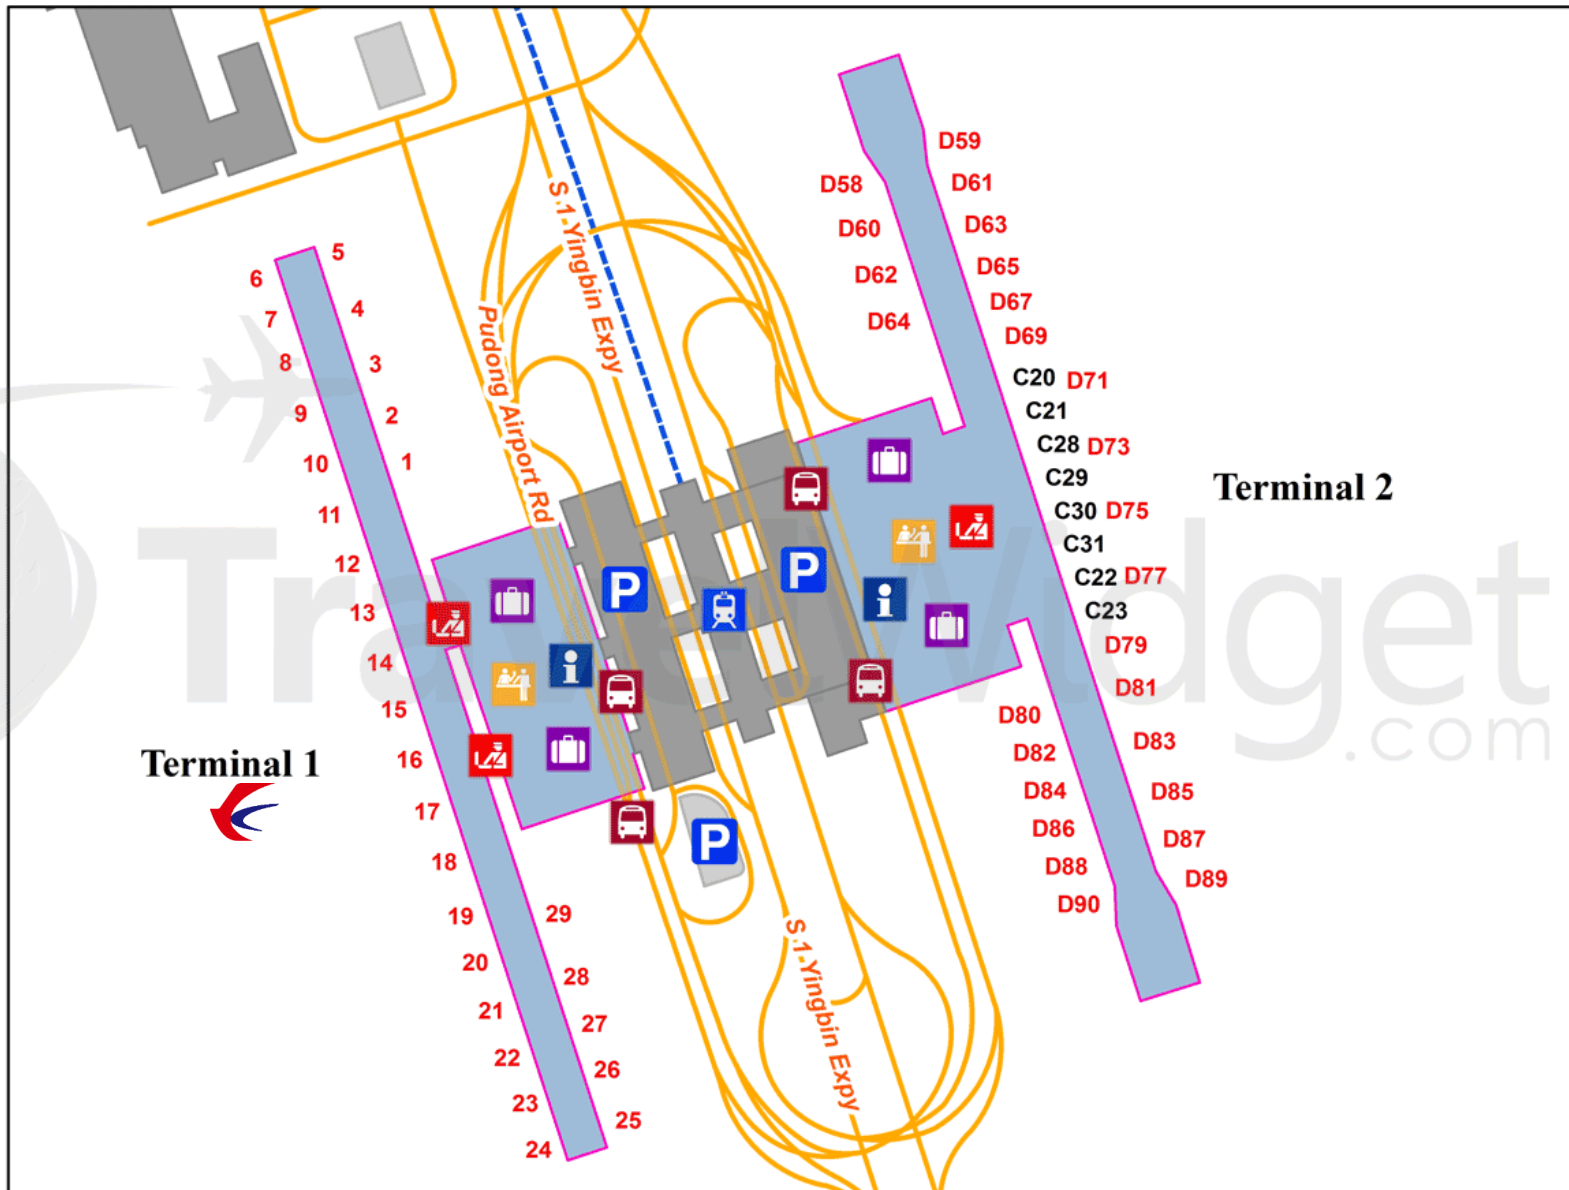 D59
D58
D61
D60
D63
D62
D65
D67
D64
D69
C20 D71
C21
C28 D73
C29
C30 D75
C31
C22 D77
C23
D79
D81
D80
D83
D82
D84
D85
D86
D87
D88
D89
D90
Terminal 2
S.1.Yingbin Expy
Pudong Airport Rd
5
6
4
7
3
8
2
9
1
10
11
12
13
14
15
16
17
18
19
29
20
28
21
27
22
26
23
25
24
Terminal 1
P
P
P
i
i
S.1.Yingbin Expy
TravelWidget
.com